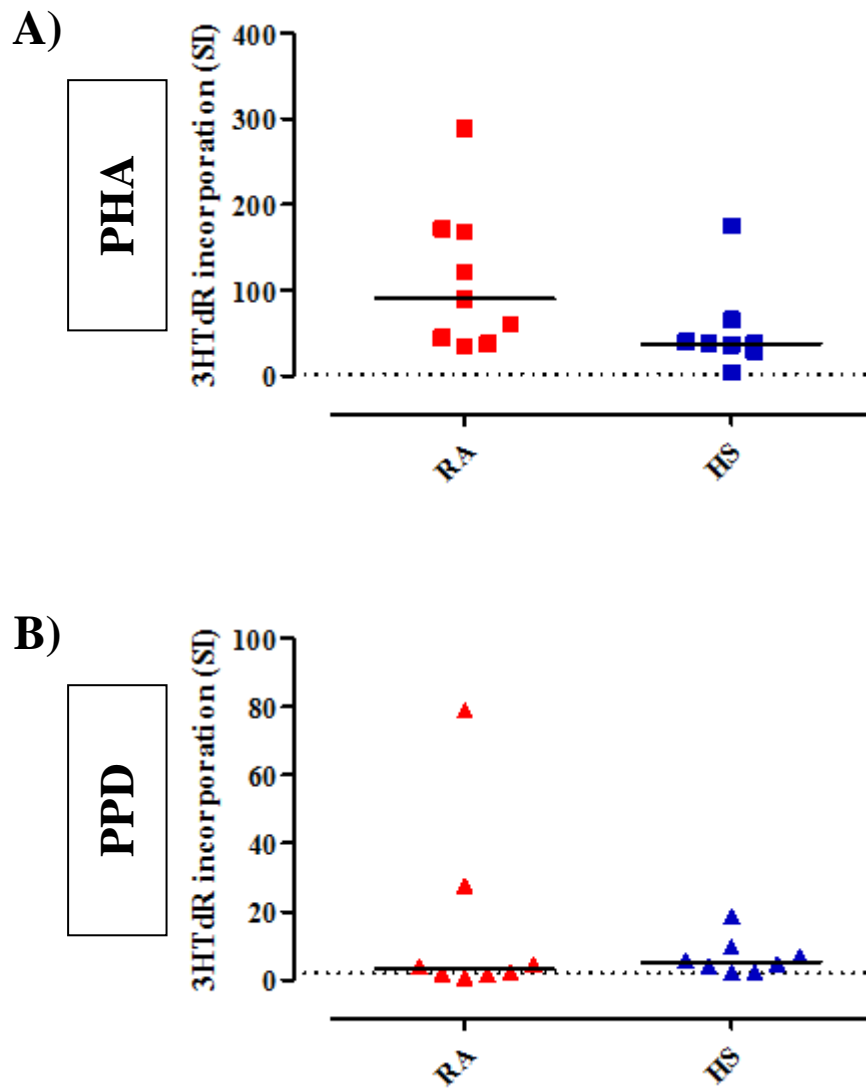 A)
PHA
3HTdR incorporation (SI)
400
300
200
100
0
RA
HS
B)
PPD
3HTdR incorporation (SI)
100
80
60
40
20
0
RA
HS